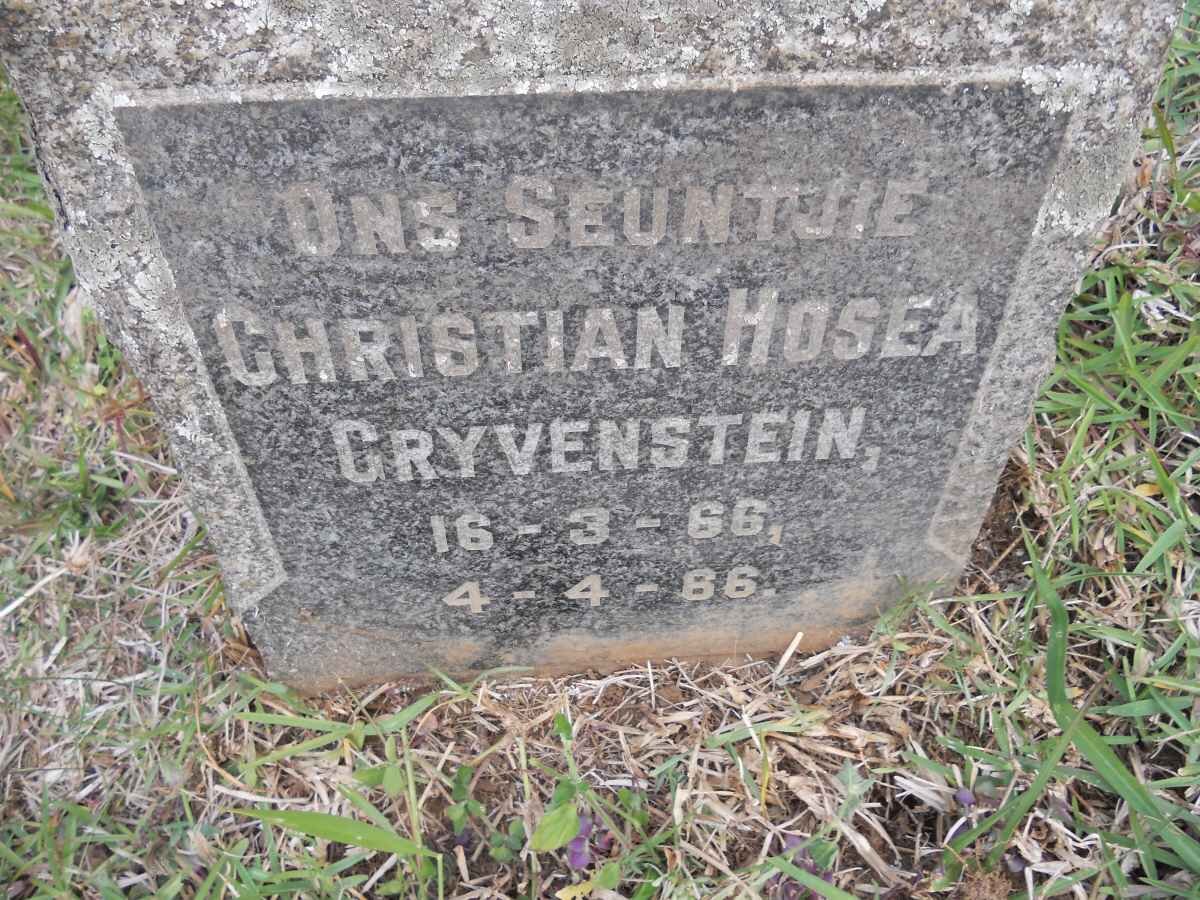 ONS SEUNTJIE
CHRISTIAN HOSEA
GRYVENSTEIN,
16 - 3 - 66,
4 - 4 - 66.